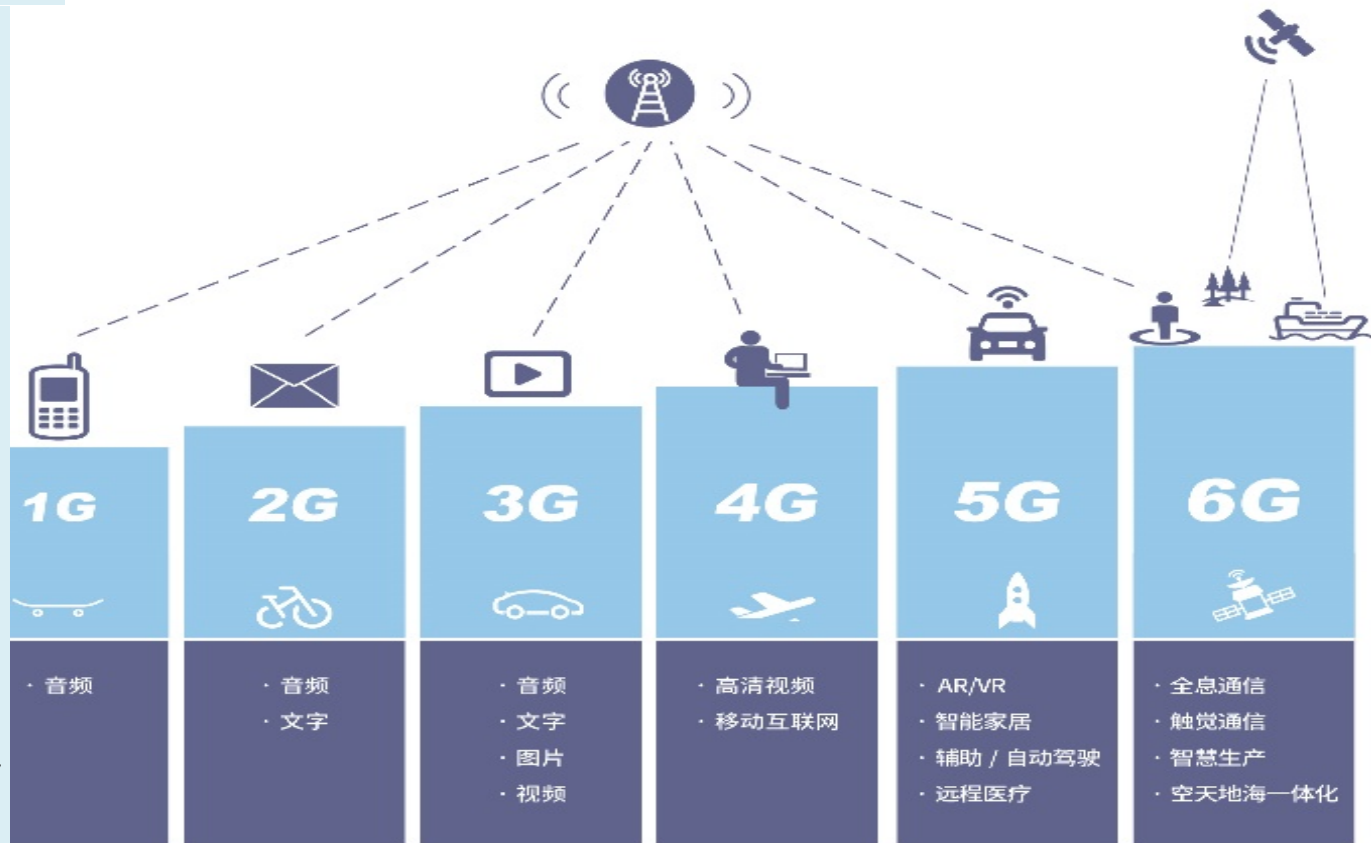 1G
2G
3G
4G
5G
6G
· 音频
· 音频
· 文字
· 音频
· 文字
· 图片
· 视频
· 高清视频
· 移动互联网
· AR/VR
· 智能家居
· 辅助 / 自动驾驶
· 远程医疗
· 全息通信
· 触觉通信
· 智慧生产
· 空天地海一体化